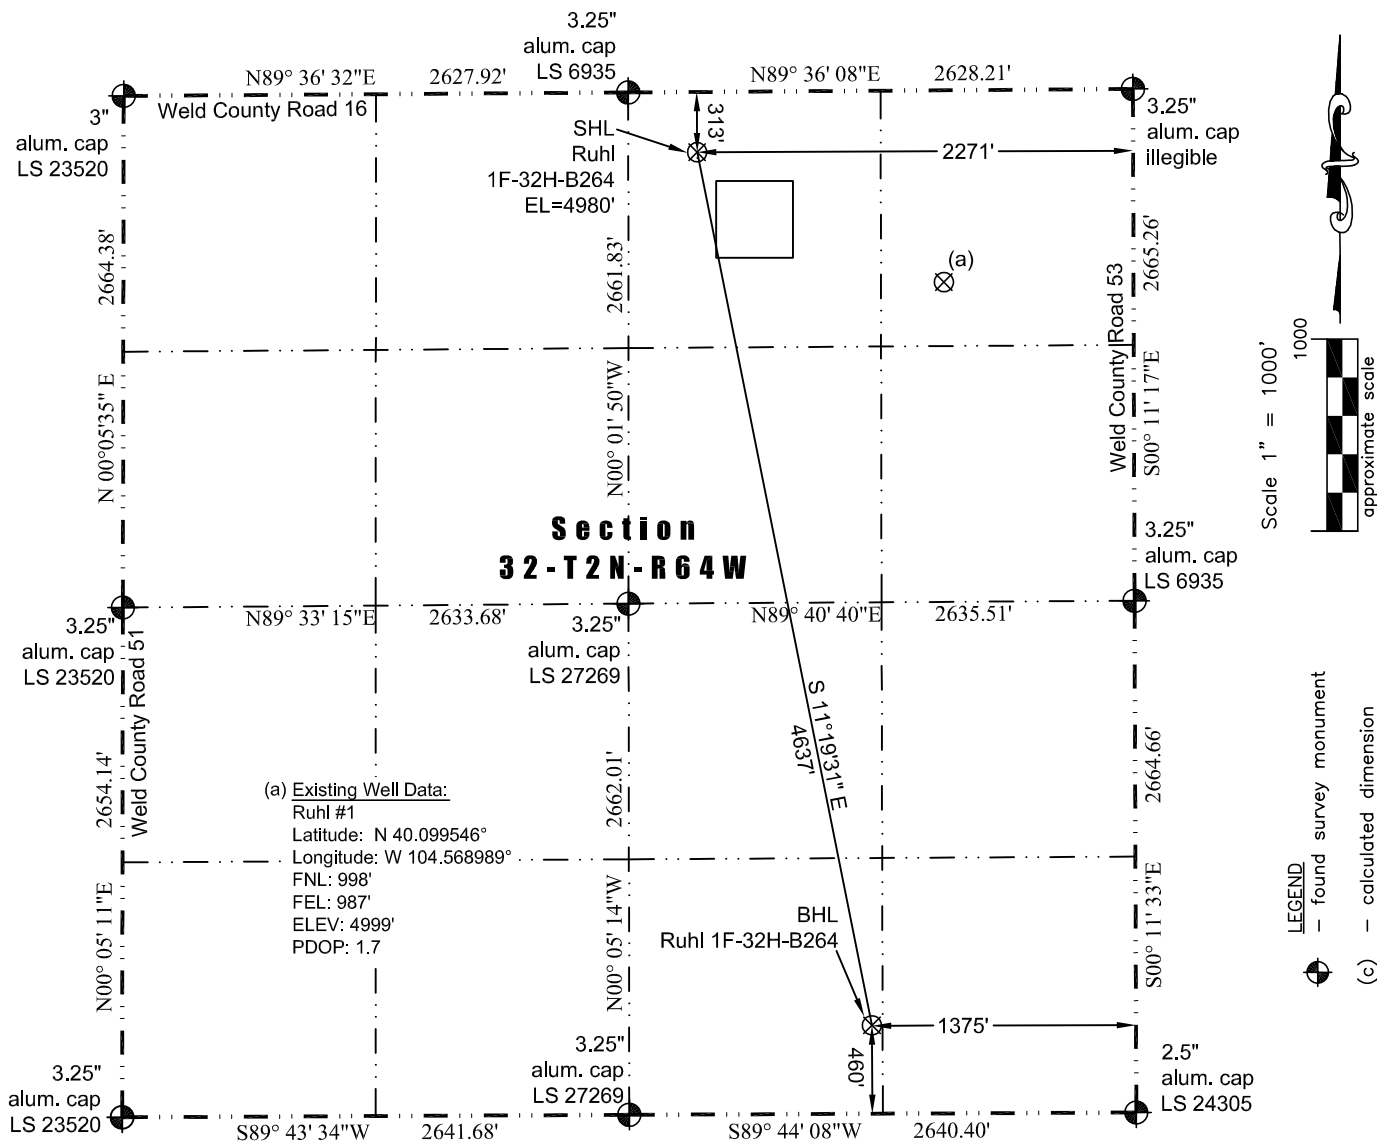 3.25"
alum. cap
LS 6935
N89° 36' 32"E
2627.92'
N89° 36' 08"E
2628.21'
Weld County Road 16
3"
alum. cap
LS 23520
3.25"
alum. cap
illegible
313'
SHL
Ruhl
1F-32H-B264
EL=4980'
2271'
(a)
2664.38'
2661.83'
2665.26'
Weld County Road 53
N 00°05'35" E
N00° 01' 50"W
S00° 11' 17"E
Scale 1" = 1000'
1000
approximate scale
Section
32-T2N-R64W
3.25"
alum. cap
LS 6935
N89° 33' 15"E
2633.68'
N89° 40' 40"E
2635.51'
3.25"
alum. cap
LS 23520
3.25"
alum. cap
LS 27269
Weld County Road 51
S 11°19'31" E
4637'
2654.14'
2662.01'
2664.66'
(a) Existing Well Data:
Ruhl #1
Latitude: N 40.099546°
Longitude: W 104.568989°
FNL: 998'
FEL: 987'
ELEV: 4999'
PDOP: 1.7
N00° 05' 11"E
N00° 05' 14"W
S00° 11' 33"E
BHL
Ruhl 1F-32H-B264
1375'
460'
LEGEND
– found survey monument
(c) – calculated dimension
3.25"
alum. cap
LS 23520
3.25"
alum. cap
LS 27269
2.5"
alum. cap
LS 24305
S89° 43' 34"W
2641.68'
S89° 44' 08"W
2640.40'